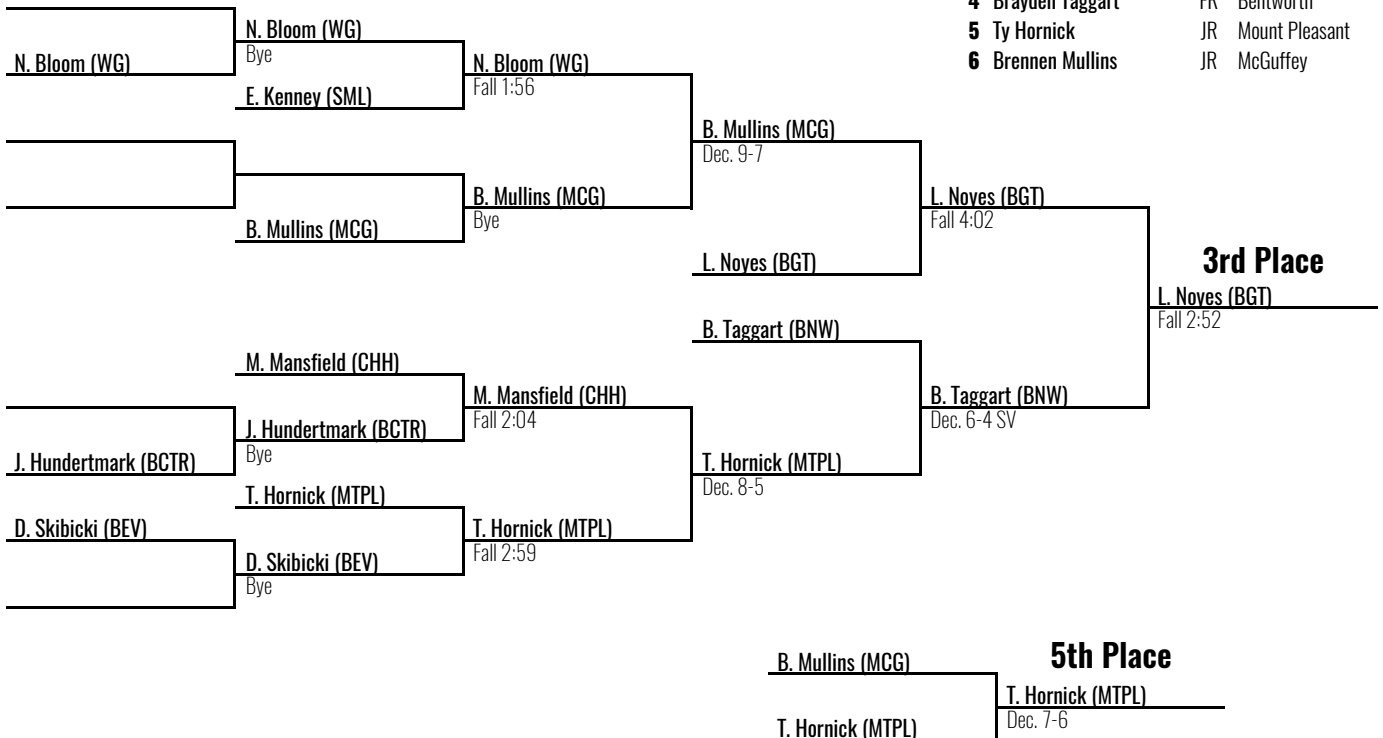 4 Brayden Taggart FR Bentworth
5 Ty Hornick JR Mount Pleasant
6 Brennen Mullins JR McGuffey
N. Bloom (WG)
N. Bloom (WG)
Bye
E. Kenney (SML)
N. Bloom (WG)
Fall 1:56
B. Mullins (MCG)
B. Mullins (MCG)
Bye
B. Mullins (MCG)
Dec. 9-7
L. Noyes (BGT)
L. Noyes (BGT)
Fall 4:02
3rd Place
L. Noyes (BGT)
Fall 2:52
B. Taggart (BNW)
B. Taggart (BNW)
Dec. 6-4 SV
M. Mansfield (CHH)
M. Mansfield (CHH)
Fall 2:04
J. Hundertmark (BCTR)
Bye
J. Hundertmark (BCTR)
T. Hornick (MTPL)
Dec. 8-5
T. Hornick (MTPL)
D. Skibicki (BEV)
T. Hornick (MTPL)
Fall 2:59
D. Skibicki (BEV)
Bye
5th Place
B. Mullins (MCG)
T. Hornick (MTPL)
Dec. 7-6
T. Hornick (MTPL)